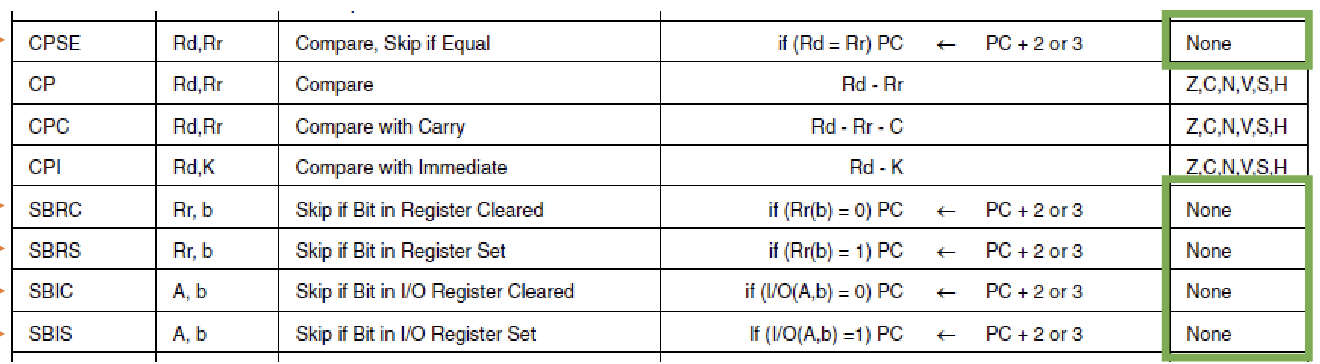 CPSE Rd,Rr Compare, Skip if Equal if (Rd = Rr) PC ← PC + 2 or 3 None
CP Rd,Rr Compare Rd - Rr Z,C,N,V,S,H
CPC Rd,Rr Compare with Carry Rd - Rr - C Z,C,N,V,S,H
CPI Rd,K Compare with Immediate Rd - K Z,C,N,V,S,H
SBRC Rr, b Skip if Bit in Register Cleared if (Rr(b) = 0) PC ← PC + 2 or 3 None
SBRS Rr, b Skip if Bit in Register Set if (Rr(b) = 1) PC ← PC + 2 or 3 None
SBIC A, b Skip if Bit in I/O Register Cleared if (I/O(A,b) = 0) PC ← PC + 2 or 3 None
SBIS A, b Skip if Bit in I/O Register Set If (I/O(A,b) =1) PC ← PC + 2 or 3 None